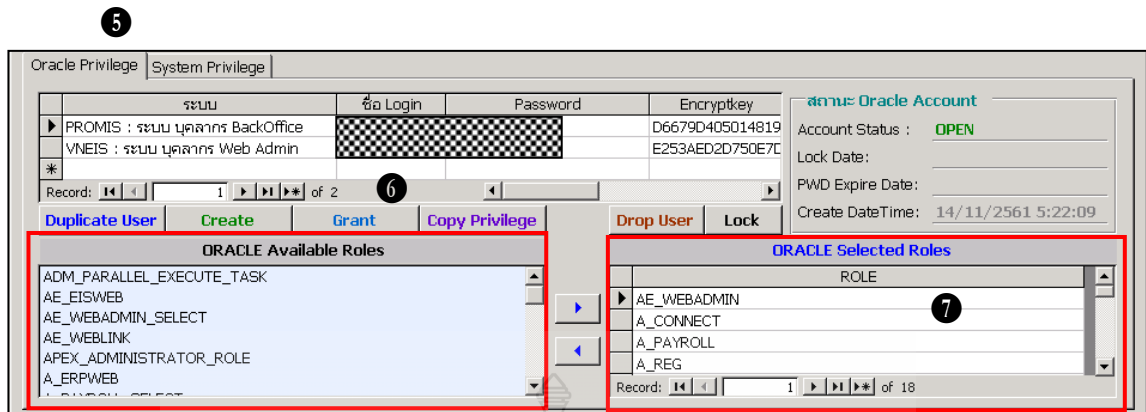 5
Oracle Privilege System Privilege
ระบบ ชื่อ Login Password Encryptkey
PROMIS : ระบบ บุคลากร BackOffice D6679D405014819
VNEIS : ระบบ บุคลากร Web Admin E253AED2D750E7D
Record: 1 of 2
6
สถานะ Oracle Account
Account Status : OPEN
Lock Date:
PWD Expire Date:
Create DateTime: 14/11/2561 5:22:09
Duplicate User Create Grant Copy Privilege Drop User Lock
ORACLE Available Roles
ADM_PARALLEL_EXECUTE_TASK
AE_EISWEB
AE_WEBADMIN_SELECT
AE_WEBLINK
APEX_ADMINISTRATOR_ROLE
A_ERPWEB
ORACLE Selected Roles
ROLE
AE_WEBADMIN
7
A_CONNECT
A_PAYROLL
A_REG
Record: 1 of 18